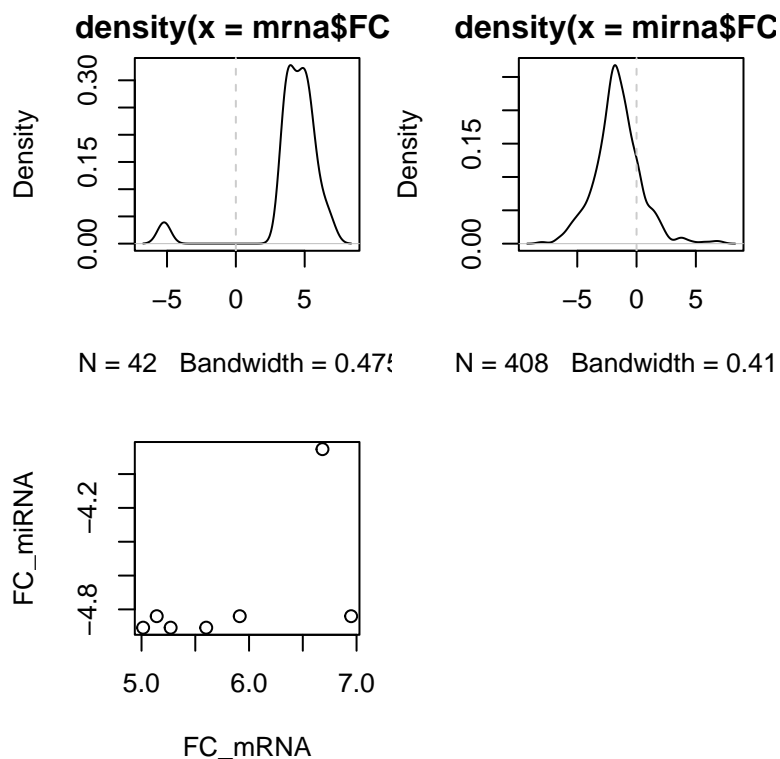 density(x = mrna$FC
Density
0.00 0.15 0.30
−5 0 5
N = 42 Bandwidth = 0.475
density(x = mirna$FC
Density
0.00 0.15
−5 0 5
N = 408 Bandwidth = 0.41
FC_miRNA
−4.8 −4.2
5.0 6.0 7.0
FC_mRNA